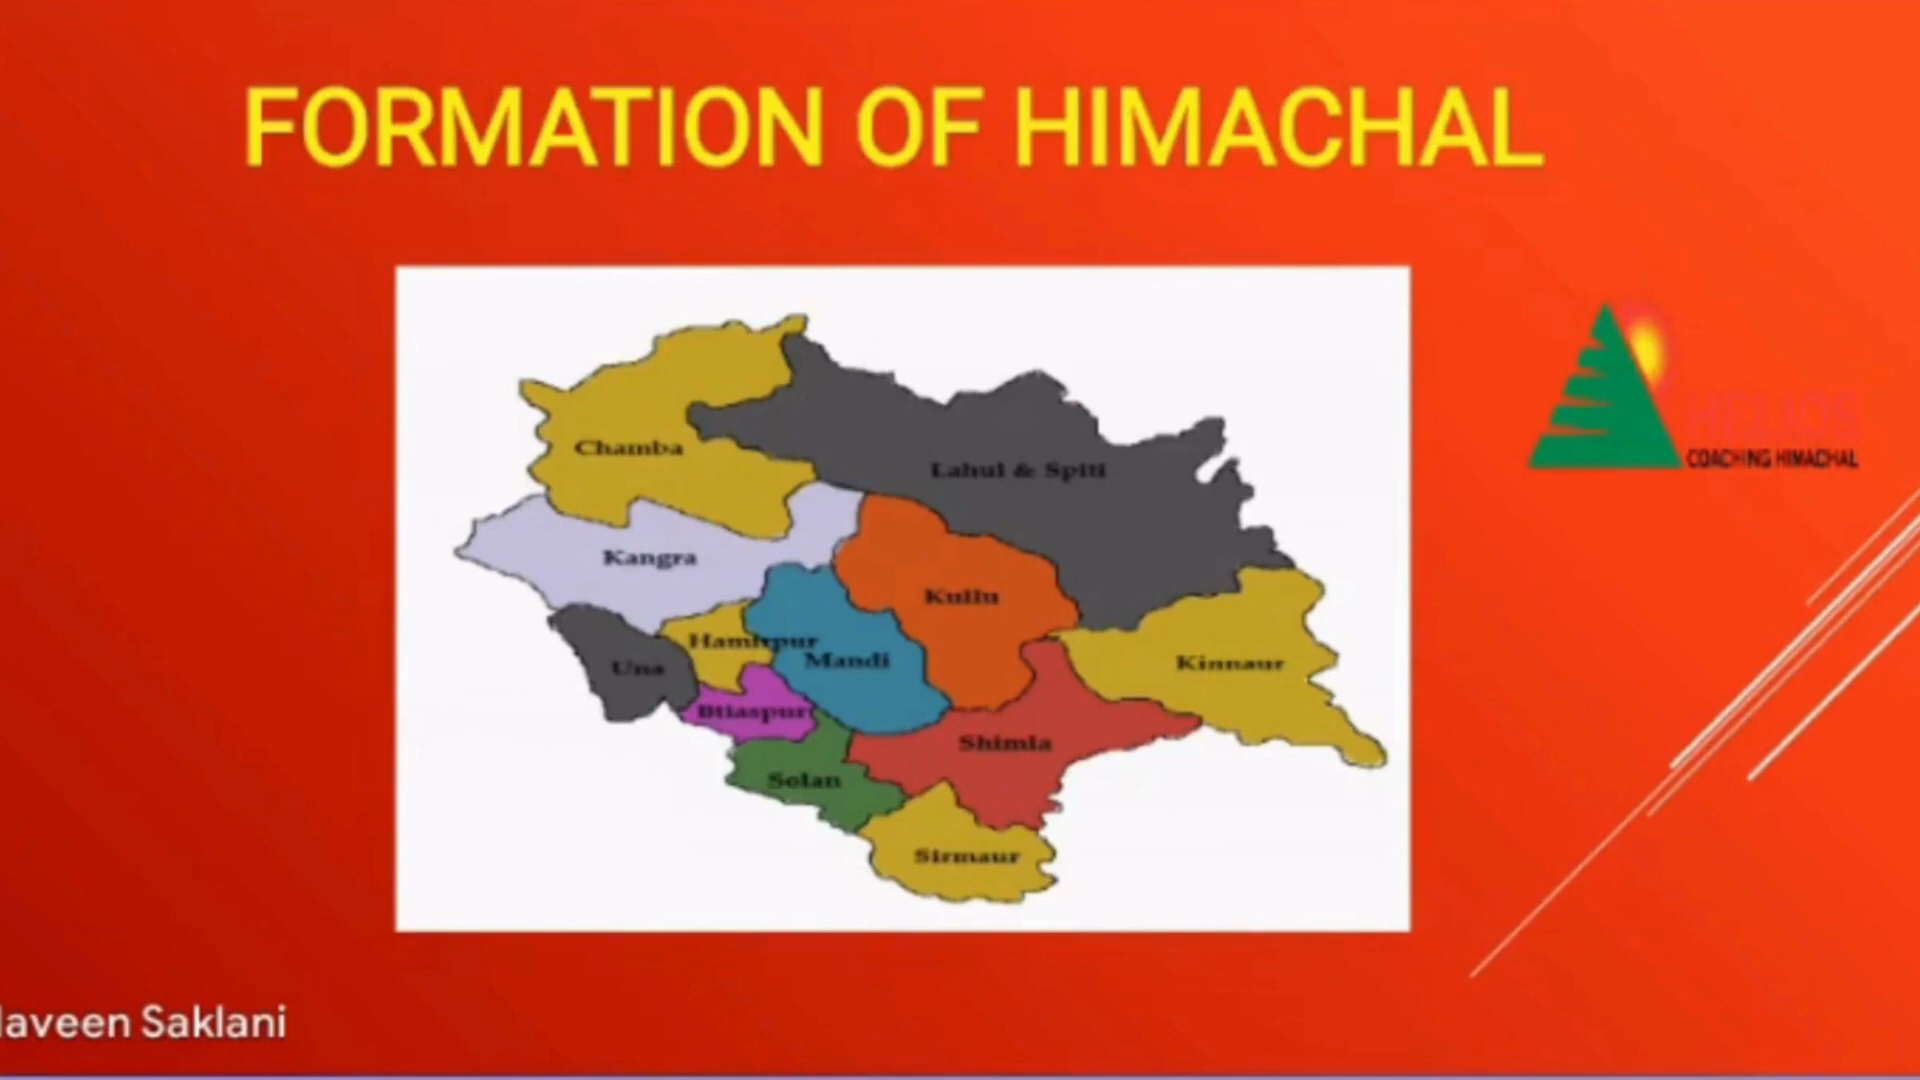 FORMATION OF HIMACHAL
Chamba
Lahul & Spiti
Kangra
Kullu
Hamirpur
Mandi
Una
Kinnaur
Shimla
Solan
Sirmaur
HELIOS
COACHING HIMACHAL
laveen Saklani